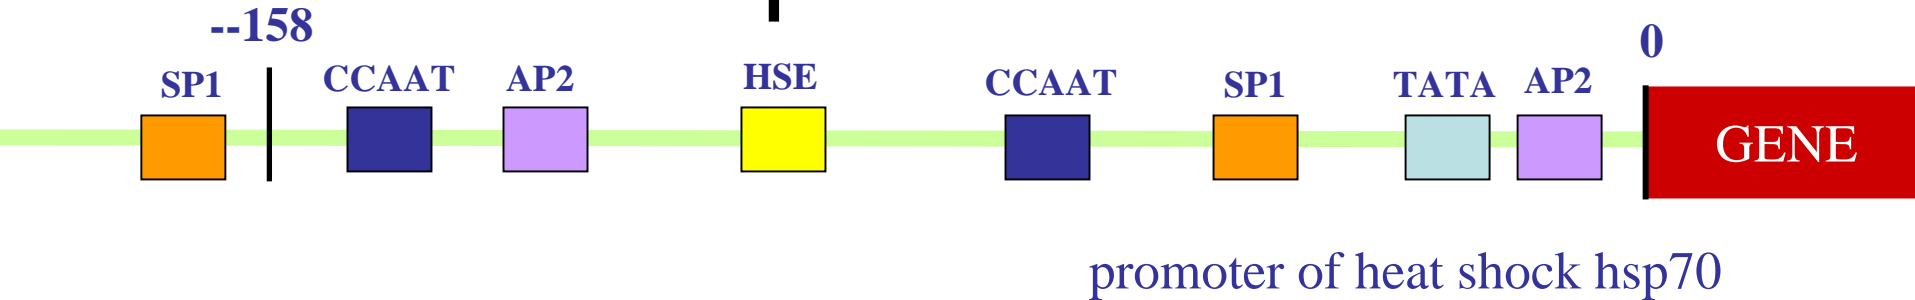 --158
0
SP1 CCAAT AP2 HSE CCAAT SP1 TATA AP2
GENE
promoter of heat shock hsp70